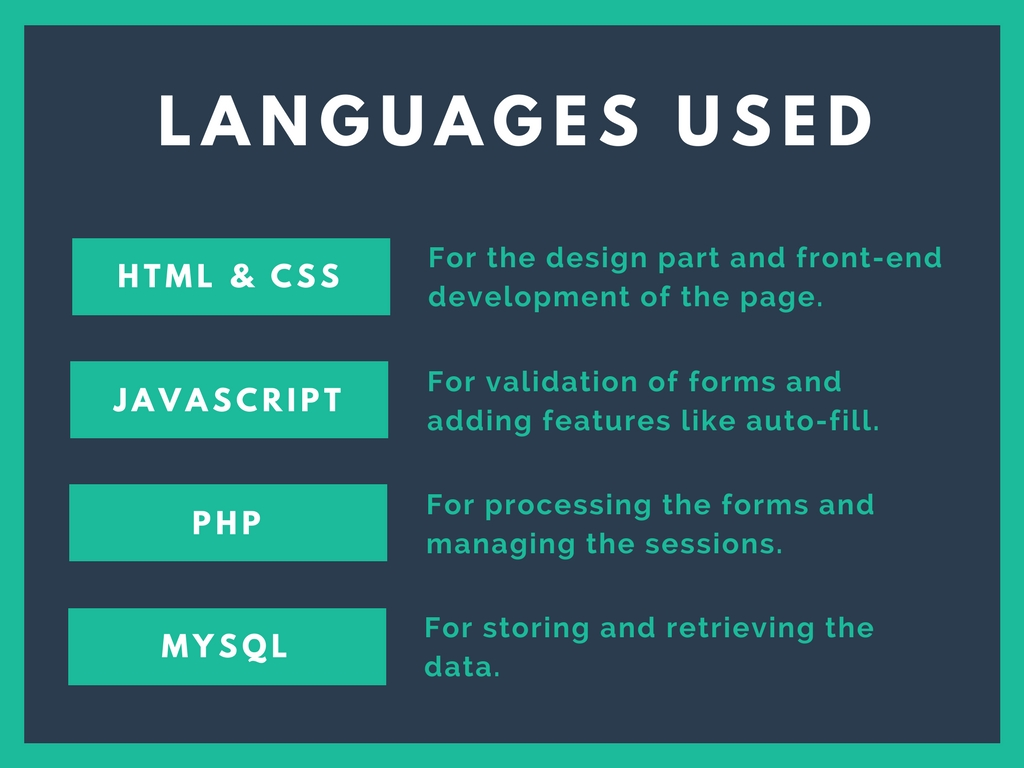 LANGUAGES USED
HTML & CSS
For the design part and front-end
development of the page.
JAVASCRIPT
For validation of forms and
adding features like auto-fill.
PHP
For processing the forms and
managing the sessions.
MYSQL
For storing and retrieving the
data.